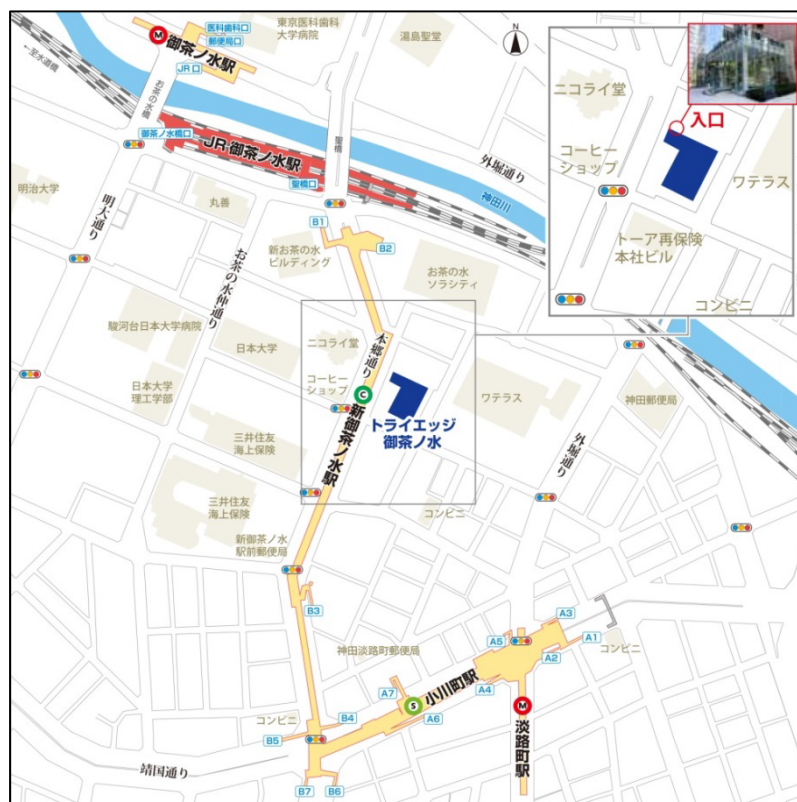 医科歯科口
郵便局口
東京医科歯科
大学病院
湯島聖堂
N
M
御茶ノ水駅
JR口
←至水道橋
お茶の水橋
御茶ノ水橋口
JR 御茶ノ水駅
聖橋
聖橋口
外堀通り
神田川
ニコライ堂
入口
コーヒー
ショップ
ワテラス
トーア再保険
本社ビル
コンビニ
明治大学
明大通り
丸善
お茶の水仲通り
B1
B2
新お茶の水
ビルディング
お茶の水
ソラシティ
駿河台日本大学病院
日本大学
ニコライ堂
本郷通り
コーヒー
ショップ
C
新御茶ノ水駅
トライエッジ
御茶ノ水
ワテラス
神田郵便局
外堀通り
日本大学
理工学部
三井住友
海上保険
三井住友
海上保険
コンビニ
新御茶ノ水
駅前郵便局
B3
神田淡路町郵便局
A3
A1
A5
A2
コンビニ
A4
A7
S
小川町駅
A6
M
淡路町駅
コンビニ
B4
B5
靖国通り
B7
B6